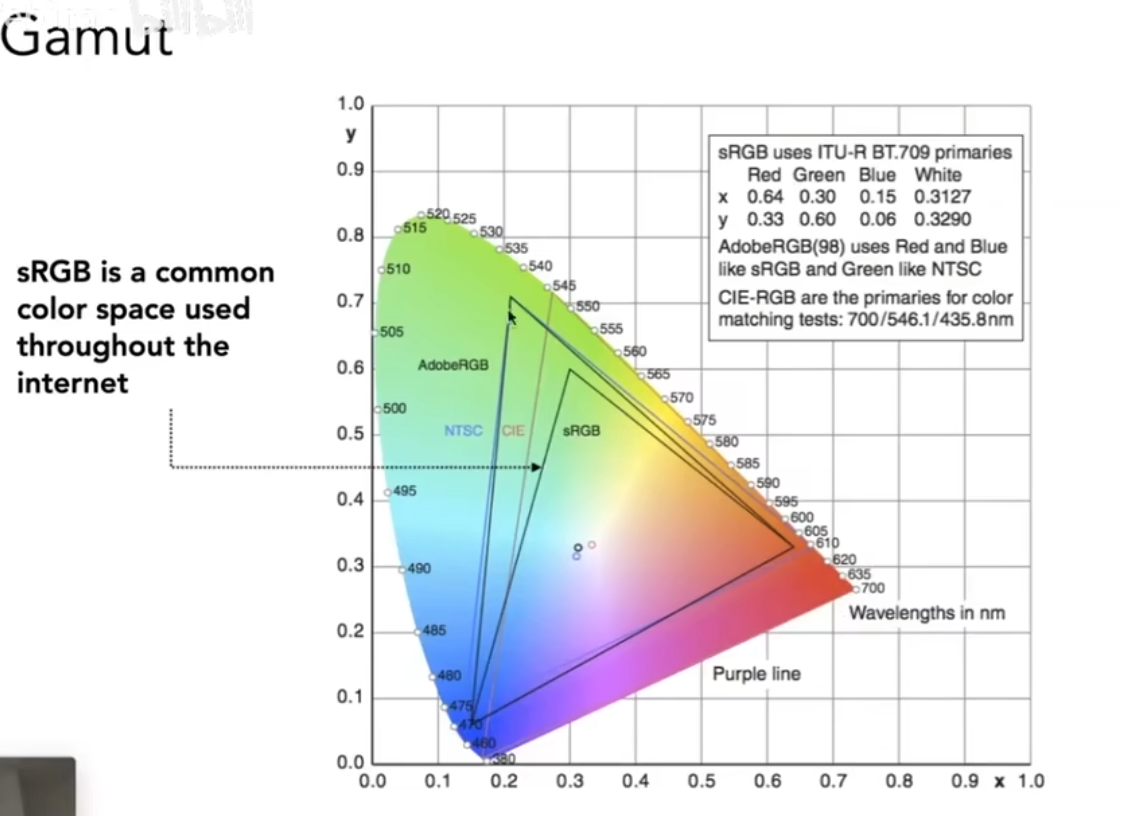 Gamut
bilibili
sRGB is a common
color space used
throughout the
internet
1.0
y
0.9
0.8
0.7
0.6
0.5
0.4
0.3
0.2
0.1
0.0
0.0 0.1 0.2 0.3 0.4 0.5 0.6 0.7 0.8 0.9 x 1.0
sRGB uses ITU-R BT.709 primaries
Red Green Blue White
x 0.64 0.30 0.15 0.3127
y 0.33 0.60 0.06 0.3290
AdobeRGB(98) uses Red and Blue
like sRGB and Green like NTSC
CIE-RGB are the primaries for color
matching tests: 700/546.1/435.8nm
520
525
515
530
535
540
510
545
550
505
555
560
565
AdobeRGB
570
500
575
NTSC
CIE
sRGB
580
585
590
495
595
600
605
610
490
620
635
700
Wavelengths in nm
485
480
Purple line
475
470
460
380